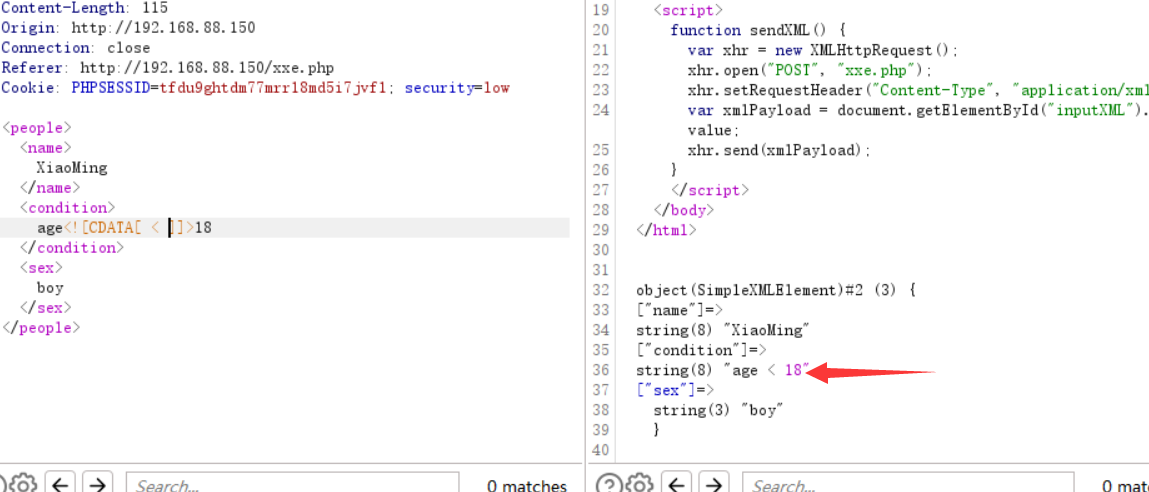 Content-Length: 115
Origin: http://192.168.88.150
Connection: close
Referer: http://192.168.88.150/xxe.php
Cookie: PHPSESSID=tfdu9ghtdm77mrr18md5i7jvf1; security=low
<people>
<name>
XiaoMing
</name>
<condition>
age<![CDATA[ < ]]>18
</condition>
<sex>
boy
</sex>
</people>
Search...
0 matches
19 <script>
20 function sendXML() {
21 var xhr = new XMLHttpRequest();
22 xhr.open("POST", "xxe.php");
23 xhr.setRequestHeader("Content-Type", "application/xml
24 var xmlPayload = document.getElementById("inputXML").
value;
25 xhr.send(xmlPayload);
26 }
27 </script>
28 </body>
29 </html>
30
31
32 object(SimpleXMLElement)#2 (3) {
33 ["name"]=>
34 string(8) "XiaoMing"
35 ["condition"]=>
36 string(8) "age < 18"
37 ["sex"]=>
38 string(3) "boy"
39 }
40
Search...
0 mat